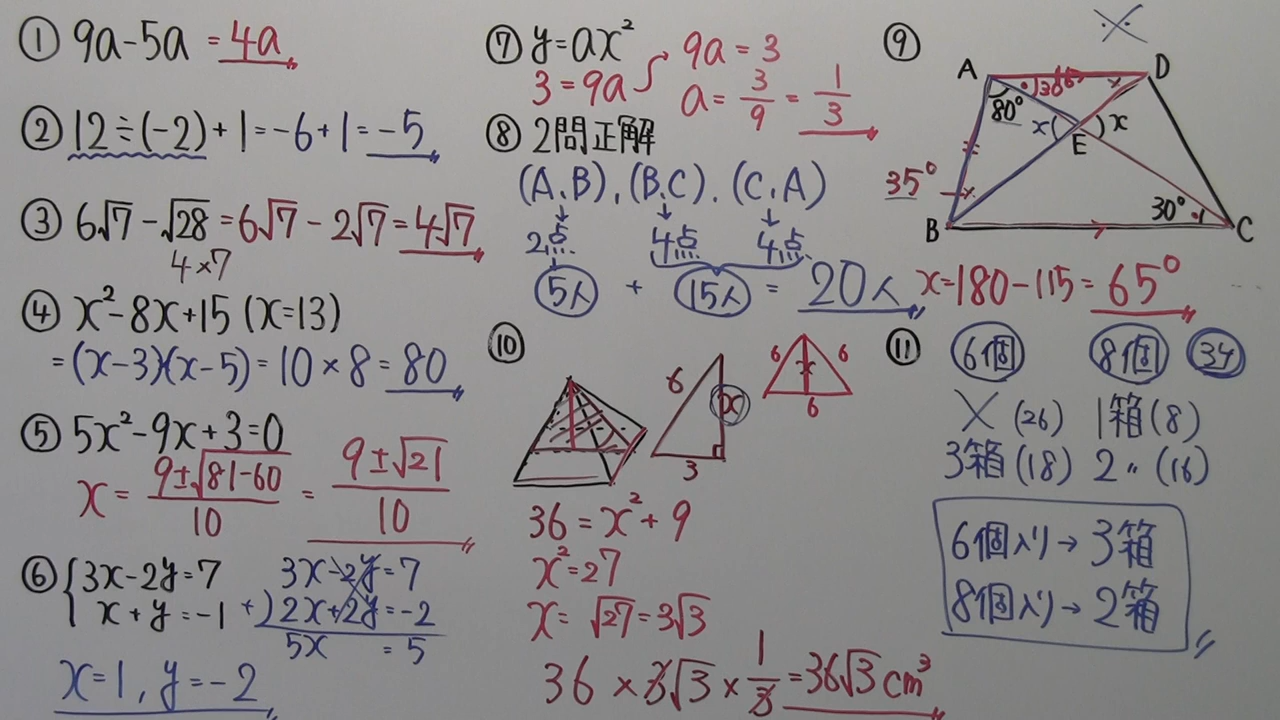 ① 9a-5a = 4a
② 12÷(-2)+1=-6+1=-5
③ 6√7-√28=6√7-2√7=4√7
4×7
④ x²-8x+15 (x=13)
=(x-3)(x-5)=10×8=80
⑤ 5x²-9x+3=0
x= 9±√81-60/10 = 9±√21/10
⑥ {3x-2y=7
x+y=-1
3x-2y=7
+)2x+2y=-2
5x =5
x=1, y=-2
⑦ y=ax²
3=9a
9a=3
a=3/9=1/3
⑧ 2問正解
(A.B).(B.C).(C.A)
2点 4点 4点
5人 + 15人 = 20人
⑨
A D
30°
80° x x
E
35°
30°
B C
x=180-115=65°
⑩
6 x 3
6 6
x
6
36=x²+9
x²=27
x=√27=3√3
36×3√3×1/3=36√3cm³
⑪ 6個 8個 34
X (26) 1箱(8)
3箱(18) 2〃(16)
6個入り→3箱
8個入り→2箱